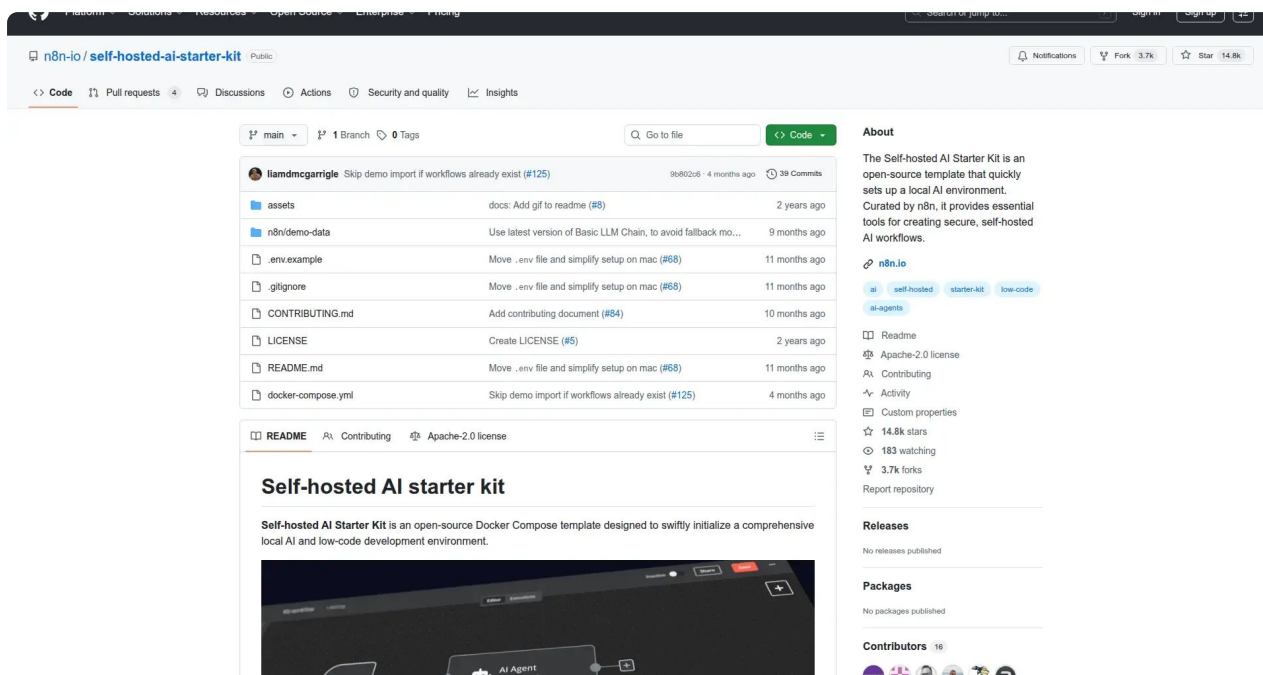 Platform Solutions Resources Open Source Enterprise Pricing Search or jump to... Sign in Sign up
n8n-io / self-hosted-ai-starter-kit Public Notifications Fork 3.7k Star 14.8k
Code Pull requests 4 Discussions Actions Security and quality Insights
main 1 Branch 0 Tags Go to file Code
liamdmcgarrigle Skip demo import if workflows already exist (#125) 9b802c6 · 4 months ago 39 Commits
assets docs: Add gif to readme (#8) 2 years ago
n8n/demo-data Use latest version of Basic LLM Chain, to avoid fallback mo... 9 months ago
.env.example Move .env file and simplify setup on mac (#68) 11 months ago
.gitignore Move .env file and simplify setup on mac (#68) 11 months ago
CONTRIBUTING.md Add contributing document (#84) 10 months ago
LICENSE Create LICENSE (#5) 2 years ago
README.md Move .env file and simplify setup on mac (#68) 11 months ago
docker-compose.yml Skip demo import if workflows already exist (#125) 4 months ago
README Contributing Apache-2.0 license
Self-hosted AI starter kit
Self-hosted AI Starter Kit is an open-source Docker Compose template designed to swiftly initialize a comprehensive
local AI and low-code development environment.
Inactive Share Save
Editor Executions
AI Agent
About
The Self-hosted AI Starter Kit is an
open-source template that quickly
sets up a local AI environment.
Curated by n8n, it provides essential
tools for creating secure, self-hosted
AI workflows.
n8n.io
ai self-hosted starter-kit low-code
ai-agents
Readme
Apache-2.0 license
Contributing
Activity
Custom properties
14.8k stars
183 watching
3.7k forks
Report repository
Releases
No releases published
Packages
No packages published
Contributors 16